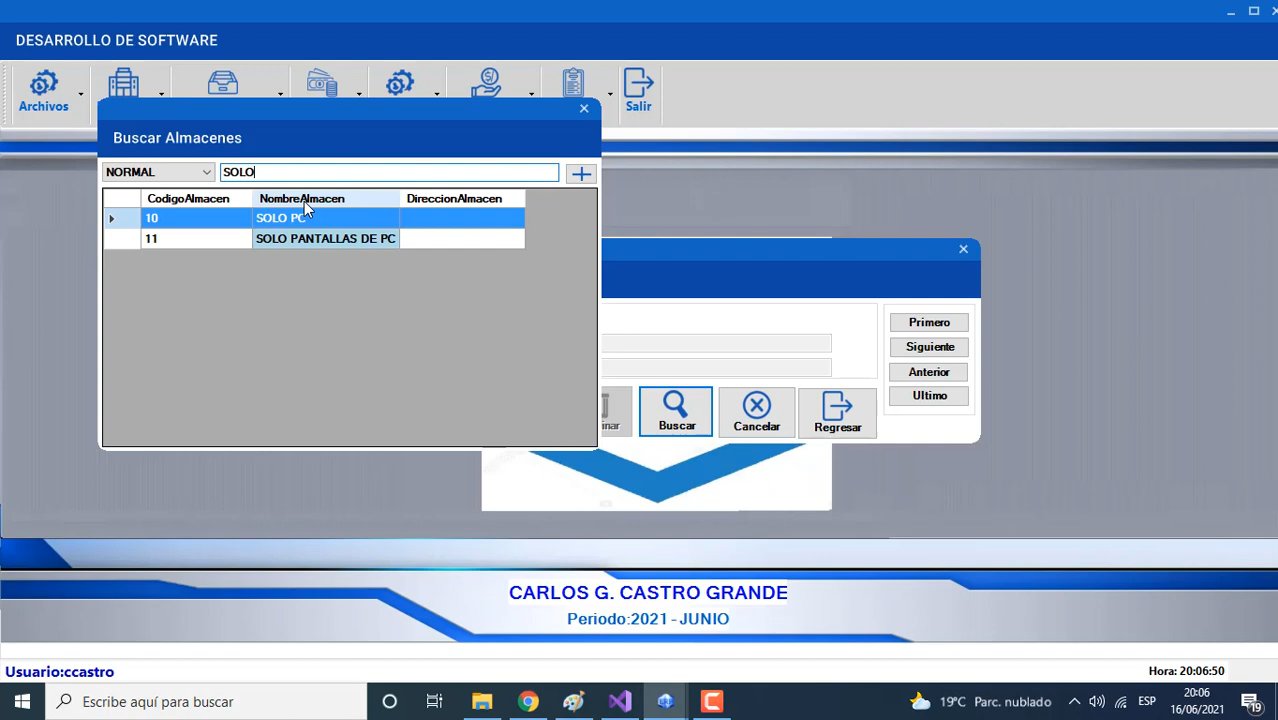 DESARROLLO DE SOFTWARE
Archivos
Salir
Buscar Almacenes
NORMAL
SOLO
CodigoAlmacen NombreAlmacen DireccionAlmacen
10 SOLO PC
11 SOLO PANTALLAS DE PC
Primero
Siguiente
Anterior
Ultimo
inar
Buscar
Cancelar
Regresar
CARLOS G. CASTRO GRANDE
Periodo:2021 - JUNIO
Usuario:ccastro
Hora: 20:06:50
Escribe aquí para buscar
19°C Parc. nublado
ESP
20:06
16/06/2021
19